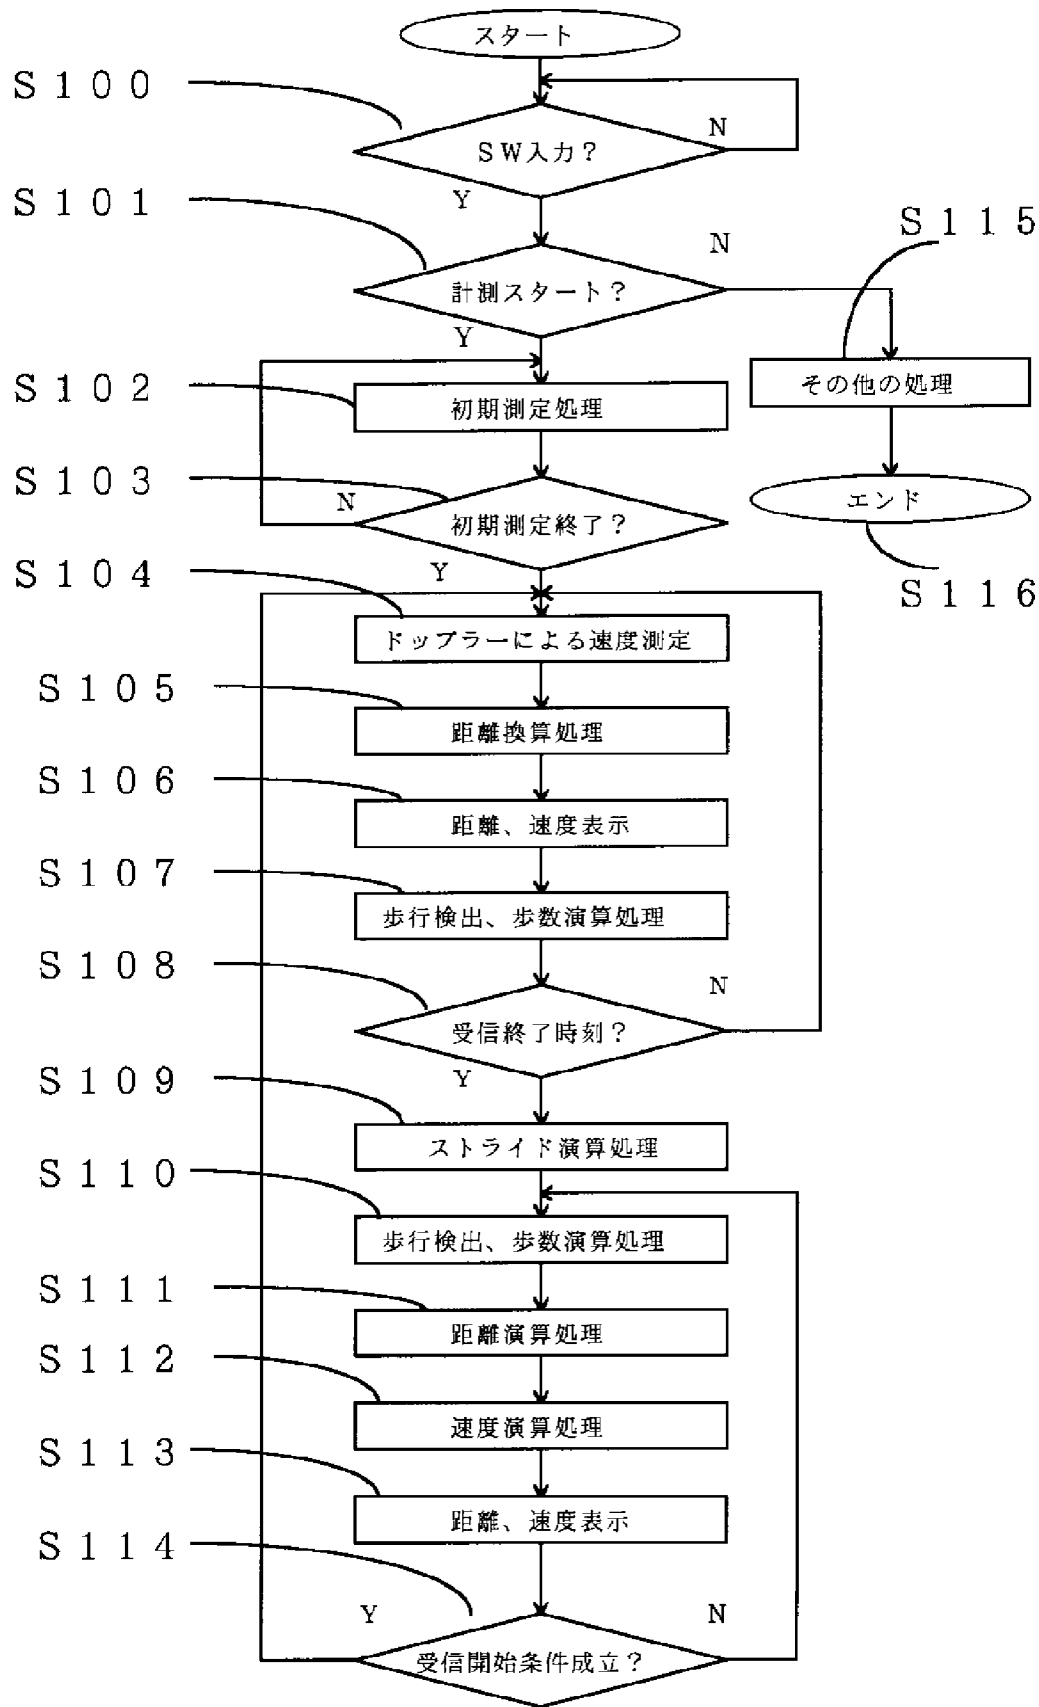 スタート
S100
N
SW入力？
Y
S101
N
S115
計測スタート？
Y
S102
初期測定処理
その他の処理
S103
N
初期測定終了？
エンド
Y
S104
S116
ドップラーによる速度測定
S105
距離換算処理
S106
距離、速度表示
S107
歩行検出、歩数演算処理
S108
N
受信終了時刻？
Y
S109
ストライド演算処理
S110
歩行検出、歩数演算処理
S111
距離演算処理
S112
速度演算処理
S113
距離、速度表示
S114
Y
N
受信開始条件成立？